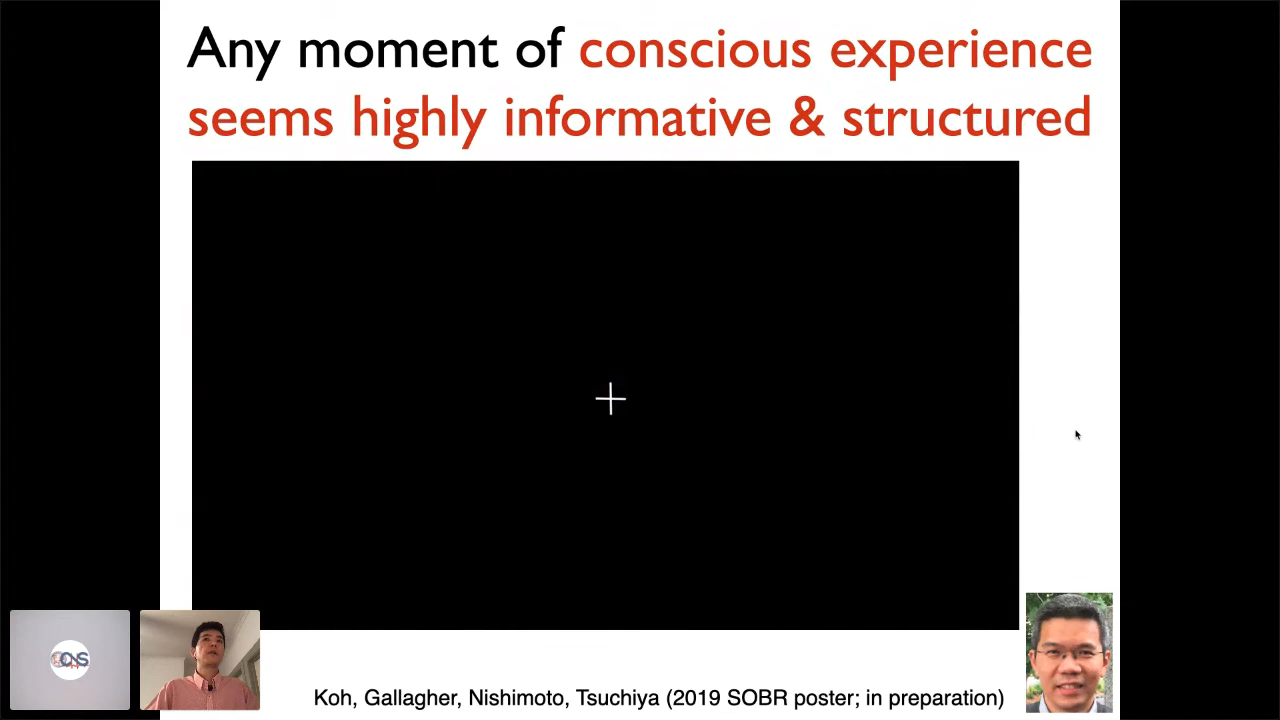 Any moment of conscious experience
seems highly informative & structured
Koh, Gallagher, Nishimoto, Tsuchiya (2019 SOBR poster; in preparation)